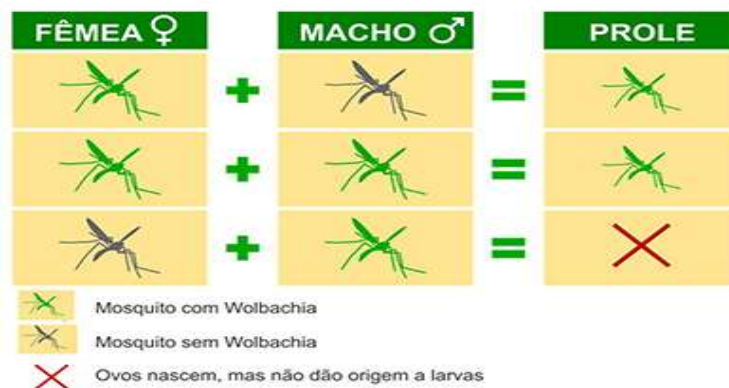 FÊMEA ♀ MACHO ♂ PROLE
+ =
+ =
+ =
Mosquito com Wolbachia
Mosquito sem Wolbachia
Ovos nascem, mas não dão origem a larvas